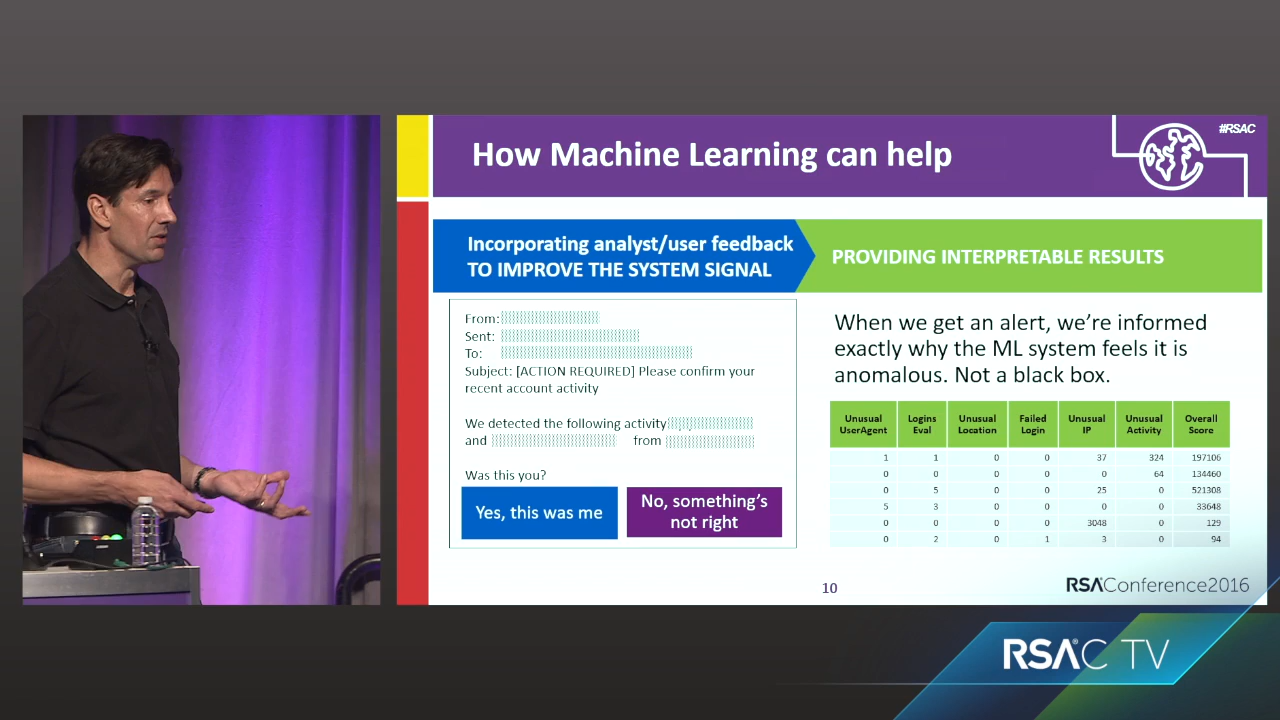 How Machine Learning can help
#RSAC
Incorporating analyst/user feedback
TO IMPROVE THE SYSTEM SIGNAL
PROVIDING INTERPRETABLE RESULTS
From:
Sent:
To:
Subject: [ACTION REQUIRED] Please confirm your
recent account activity
We detected the following activity
and from
Was this you?
Yes, this was me
No, something's
not right
When we get an alert, we're informed
exactly why the ML system feels it is
anomalous. Not a black box.
Unusual UserAgent Logins Eval Unusual Location Failed Login Unusual IP Unusual Activity Overall Score
1 1 0 0 37 324 197106
0 0 0 0 0 64 134460
0 5 0 0 25 0 521308
5 3 0 0 0 0 33648
0 0 0 0 3048 0 129
0 2 0 1 3 0 94
10
RSAConference2016
RSAC TV